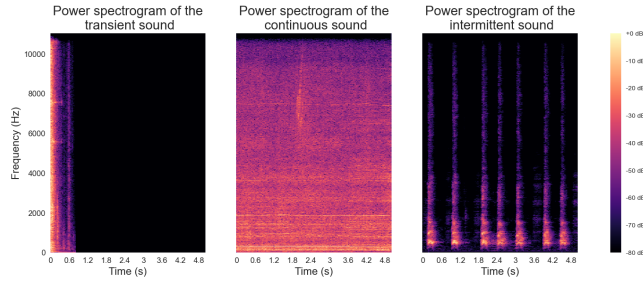 Power spectrogram of the
transient sound
Power spectrogram of the
continuous sound
Power spectrogram of the
intermittent sound
10000
8000
6000
4000
2000
0
Frequency (Hz)
0 0.6 1.2 1.8 2.4 3 3.6 4.2 4.8
Time (s)
0 0.6 1.2 1.8 2.4 3 3.6 4.2 4.8
Time (s)
0 0.6 1.2 1.8 2.4 3 3.6 4.2 4.8
Time (s)
+0 dB
-10 dB
-20 dB
-30 dB
-40 dB
-50 dB
-60 dB
-70 dB
-80 dB